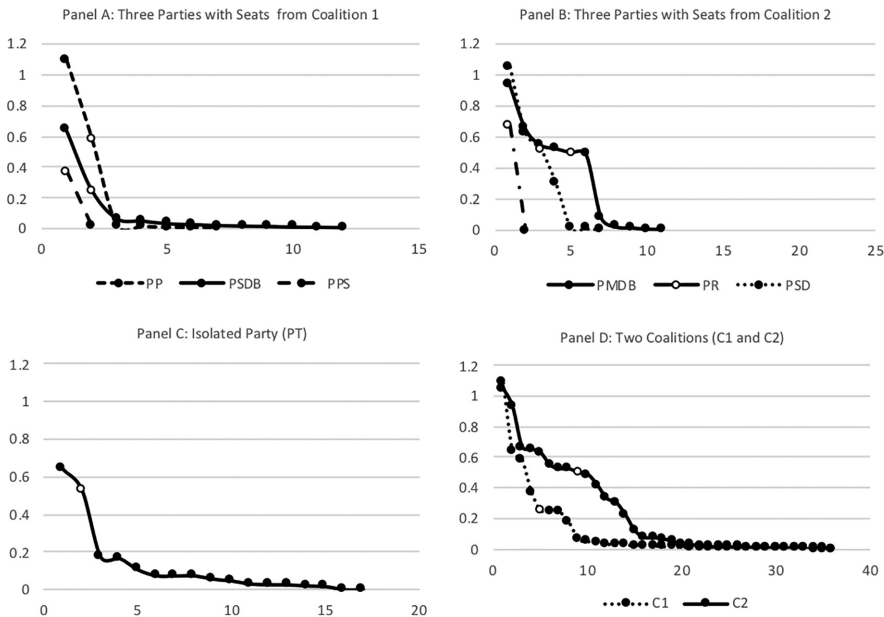 Panel A: Three Parties with Seats from Coalition 1
1.2
1
0.8
0.6
0.4
0.2
0
0 5 10 15
PP PSDB PPS
Panel B: Three Parties with Seats from Coalition 2
1.2
1
0.8
0.6
0.4
0.2
0
0 5 10 15 20 25
PMDB PR PSD
Panel C: Isolated Party (PT)
1.2
1
0.8
0.6
0.4
0.2
0
0 5 10 15 20
Panel D: Two Coalitions (C1 and C2)
1.2
1
0.8
0.6
0.4
0.2
0
0 10 20 30 40
C1 C2